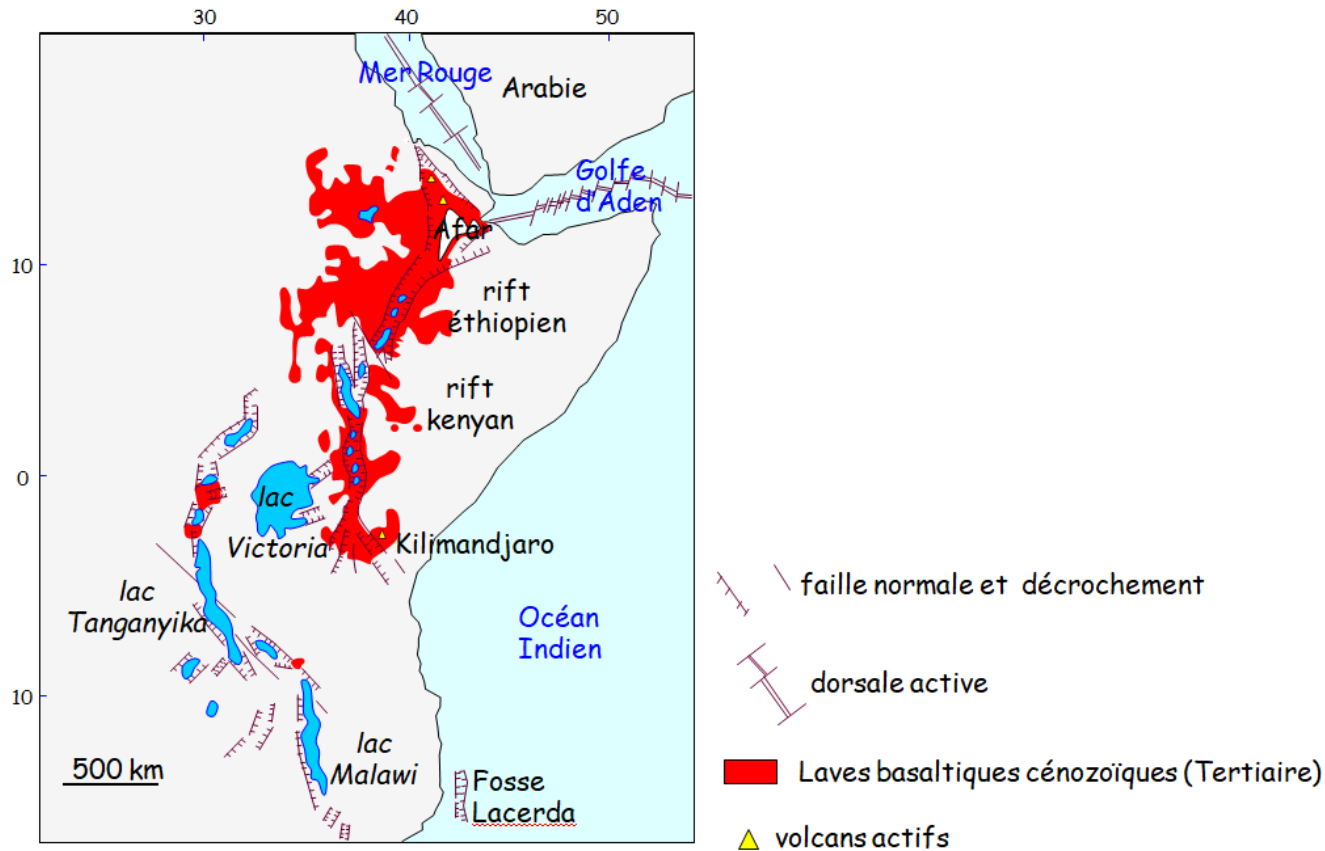 30 40 50
Mer Rouge
Arabie
Golfe
d'Aden
Afar
10
rift
éthiopien
rift
kenyan
0
lac
Victoria
Kilimandjaro
lac
Tanganyika
Océan
Indien
10
lac
Malawi
500 km
Fosse
Lacerda
faille normale et décrochement
dorsale active
Laves basaltiques cénozoïques (Tertiaire)
volcans actifs